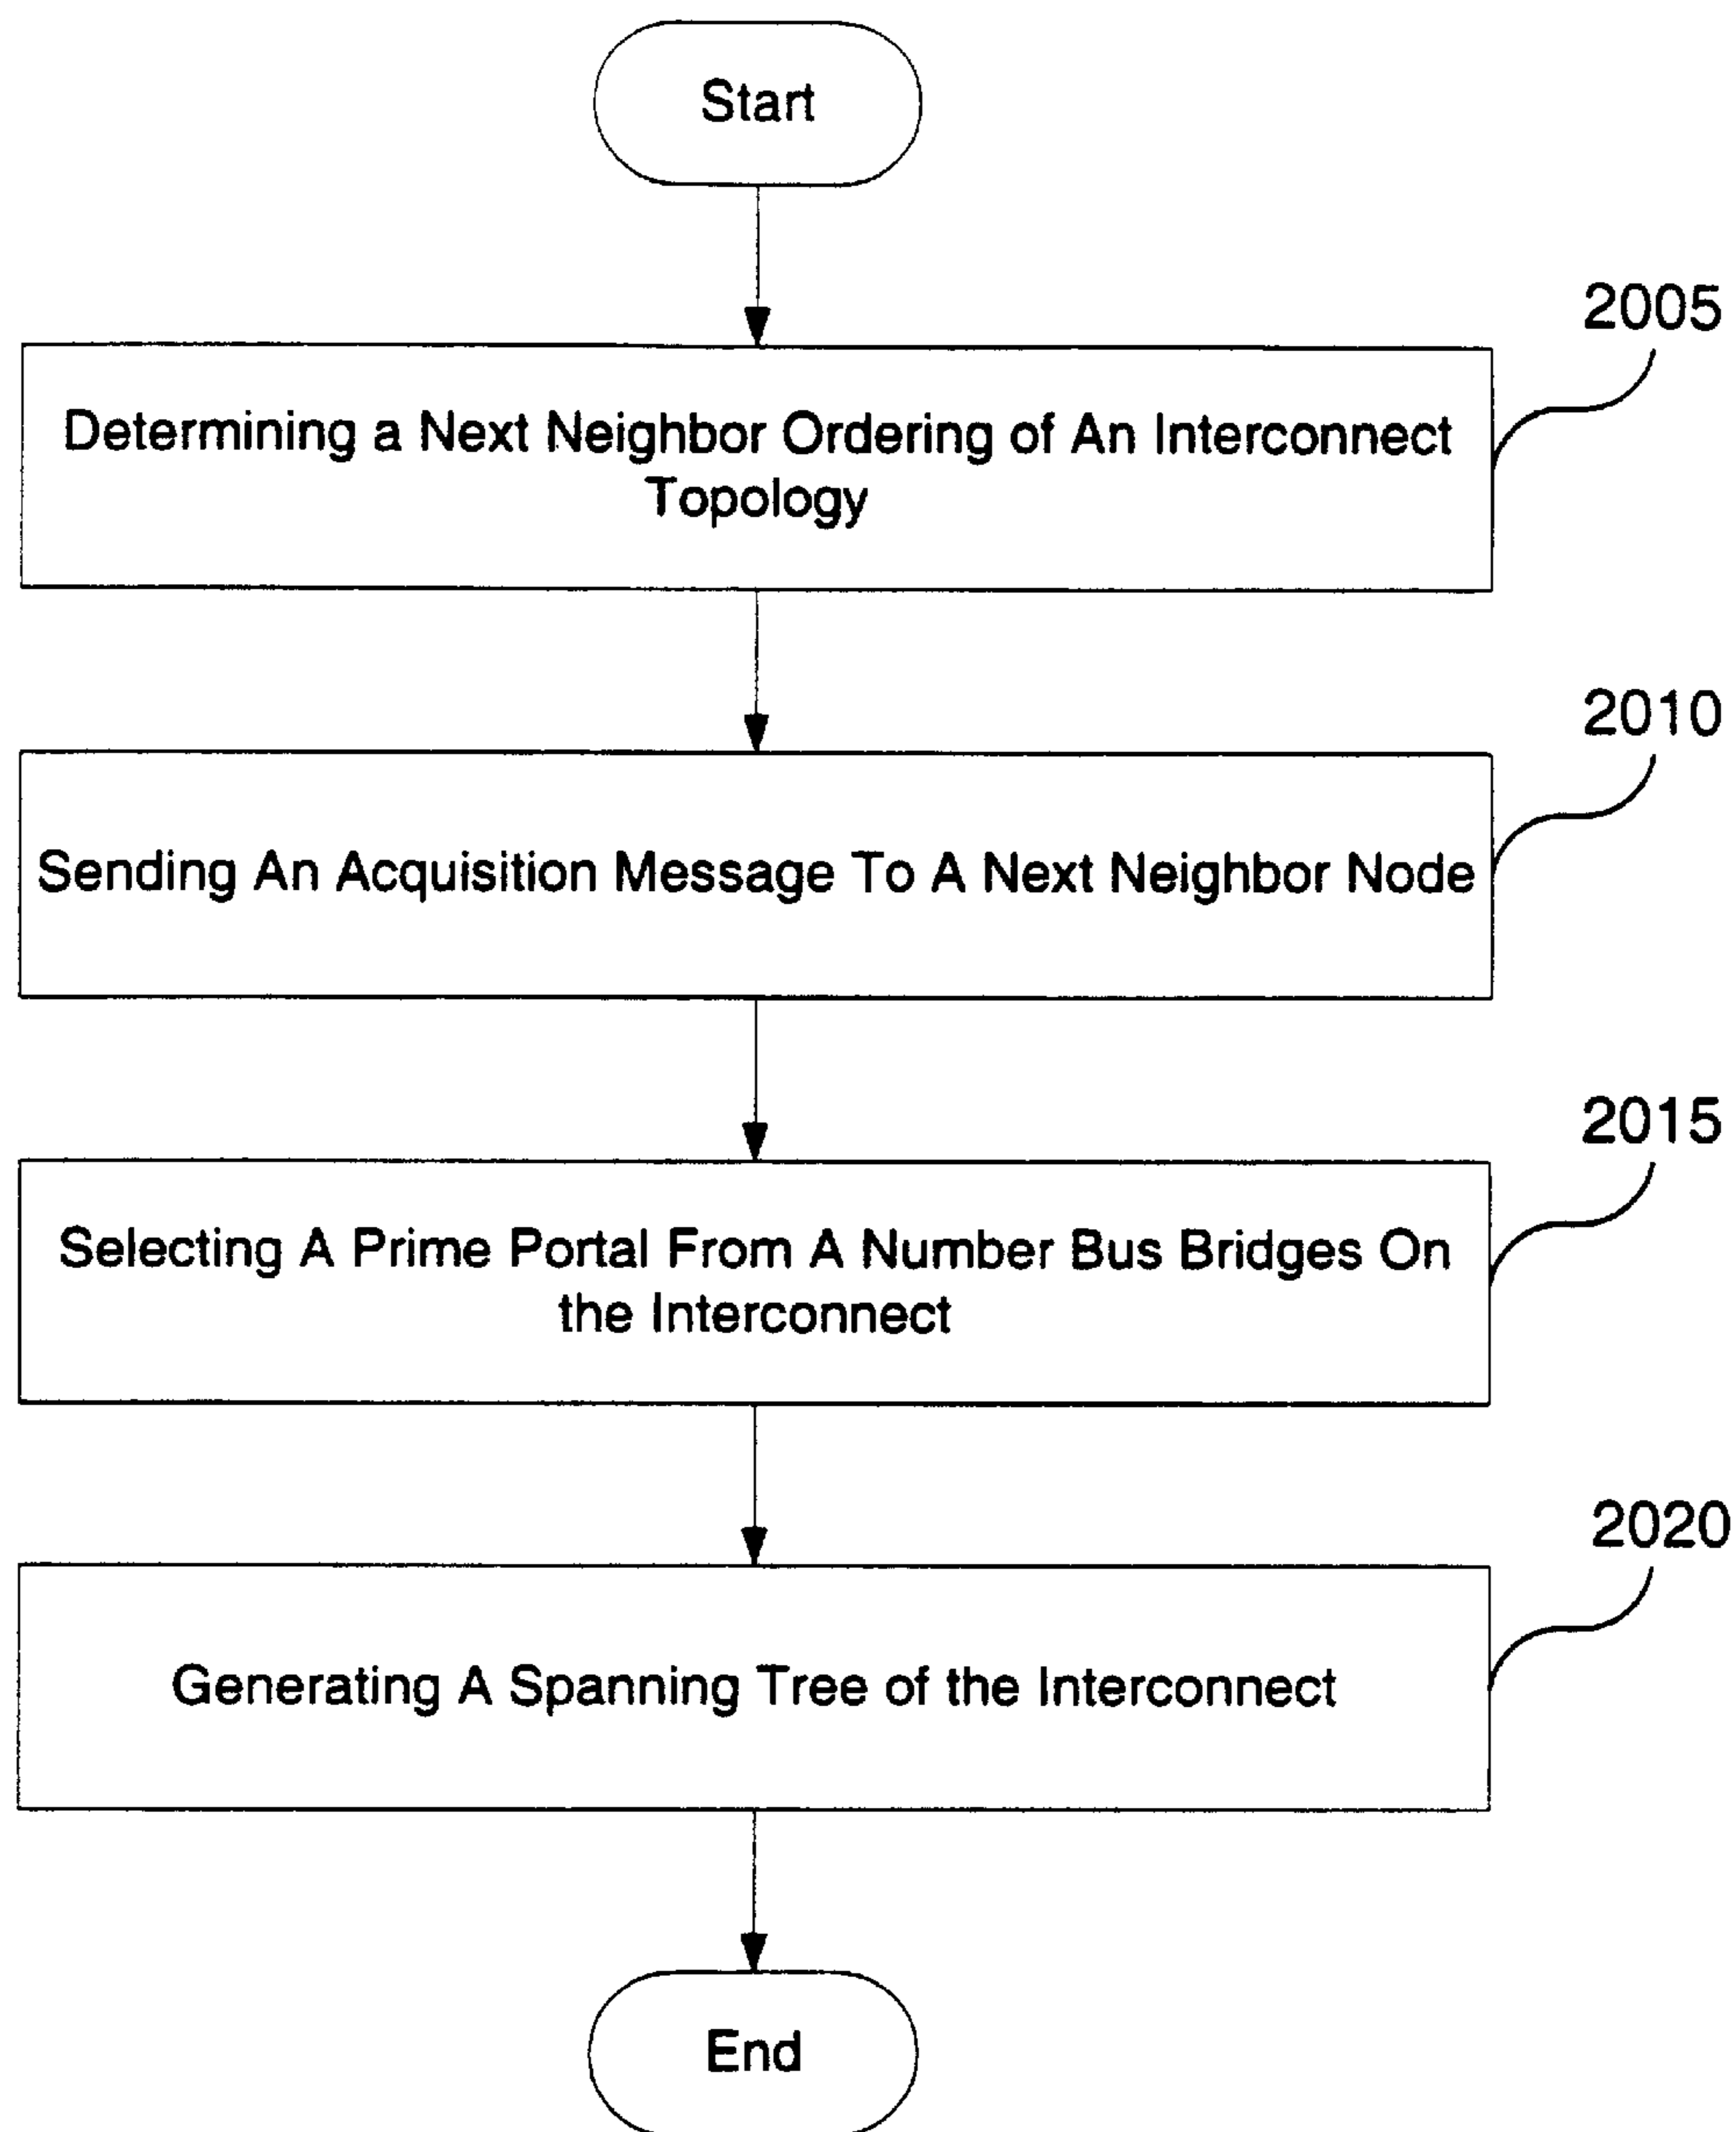 Start
2005
Determining a Next Neighbor Ordering of An Interconnect
Topology
2010
Sending An Acquisition Message To A Next Neighbor Node
2015
Selecting A Prime Portal From A Number Bus Bridges On
the Interconnect
2020
Generating A Spanning Tree of the Interconnect
End